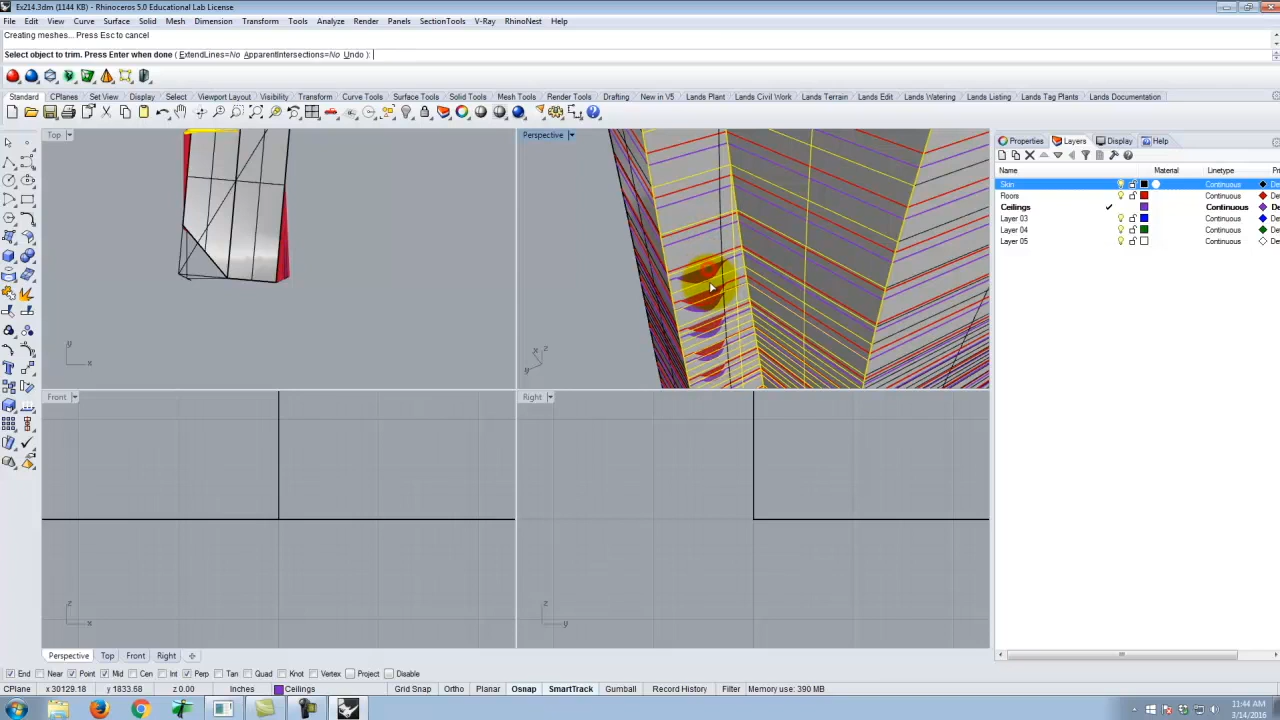 Ex214.3dm (1144 KB) - Rhinoceros 5.0 Educational Lab License
File Edit View Curve Surface Solid Mesh Dimension Transform Tools Analyze Render Panels SectionTools V-Ray RhinoNest Help
Creating meshes... Press Esc to cancel
Select object to trim. Press Enter when done ( ExtendLines=No ApparentIntersections=No Undo ):
Standard CPlanes Set View Display Select Viewport Layout Visibility Transform Curve Tools Surface Tools Solid Tools Mesh Tools Render Tools Drafting New in V5 Lands Plant Lands Civil Work Lands Terrain Lands Edit Lands Watering Lands Listing Lands Tag Plants Lands Documentation
Top
Perspective
Properties Layers Display Help
Name Material Linetype
Skin Continuous
Floors Continuous
Ceilings Continuous
Layer 03 Continuous
Layer 04 Continuous
Layer 05 Continuous
y
x
z
x
y
Front
Right
z
x
z
y
Perspective Top Front Right
End Near Point Mid Cen Int Perp Tan Quad Knot Vertex Project Disable
CPlane x 30129.18 y 1833.68 z 0.00 Inches Ceilings Grid Snap Ortho Planar Osnap SmartTrack Gumball Record History Filter Memory use: 390 MB
11:44 AM
3/14/2016